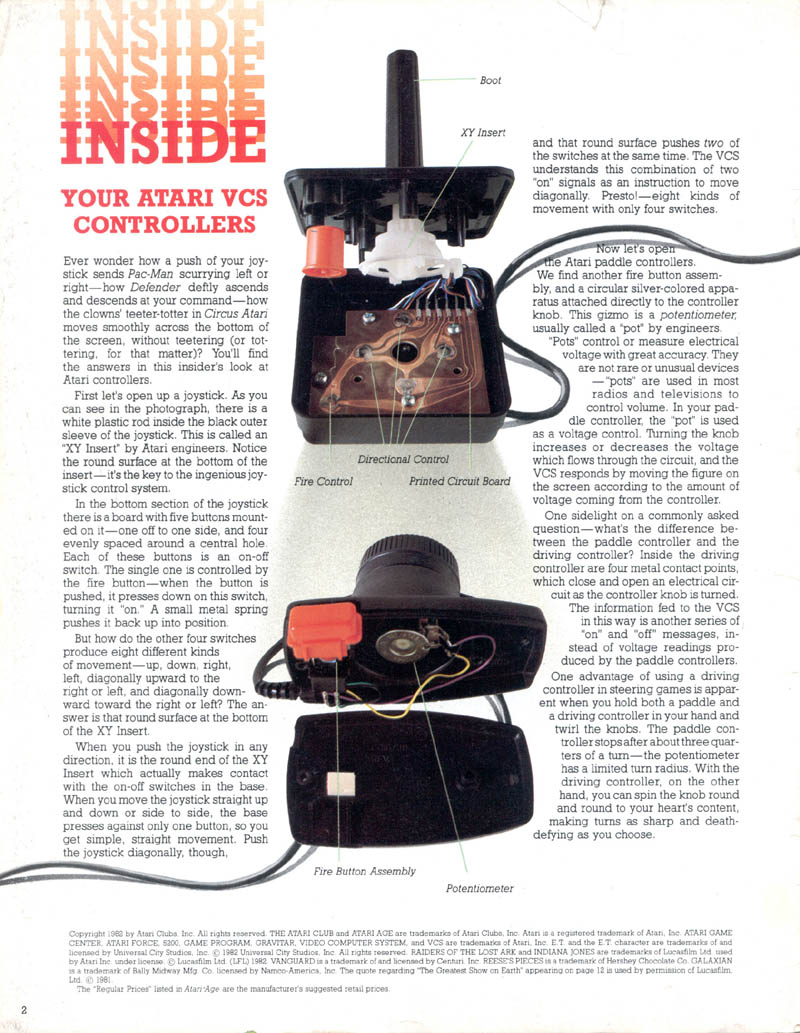 INSIDE
INSIDE
INSIDE
INSIDE
INSIDE
YOUR ATARI VCS
CONTROLLERS
Ever wonder how a push of your joy-
stick sends Pac-Man scurrying left or
right—how Defender deftly ascends
and descends at your command—how
the clowns' teeter-totter in Circus Atari
moves smoothly across the bottom of
the screen, without teetering (or tot-
tering, for that matter)? You'll find
the answers in this insider's look at
Atari controllers.
First let's open up a joystick. As you
can see in the photograph, there is a
white plastic rod inside the black outer
sleeve of the joystick. This is called an
"XY Insert" by Atari engineers. Notice
the round surface at the bottom of the
insert—it's the key to the ingenious joy-
stick control system.
In the bottom section of the joystick
there is a board with five buttons mount-
ed on it—one off to one side, and four
evenly spaced around a central hole.
Each of these buttons is an on-off
switch. The single one is controlled by
the fire button—when the button is
pushed, it presses down on this switch,
turning it "on." A small metal spring
pushes it back up into position.
But how do the other four switches
produce eight different kinds
of movement—up, down, right,
left, diagonally upward to the
right or left, and diagonally down-
ward toward the right or left? The an-
swer is that round surface at the bottom
of the XY Insert.
When you push the joystick in any
direction, it is the round end of the XY
Insert which actually makes contact
with the on-off switches in the base.
When you move the joystick straight up
and down or side to side, the base
presses against only one button, so you
get simple, straight movement. Push
the joystick diagonally, though,
Boot
XY Insert
Directional Control
Fire Control
Printed Circuit Board
Fire Button Assembly
Potentiometer
and that round surface pushes two of
the switches at the same time. The VCS
understands this combination of two
"on" signals as an instruction to move
diagonally. Presto!—eight kinds of
movement with only four switches.
Now let's open
the Atari paddle controllers.
We find another fire button assem-
bly, and a circular silver-colored appa-
ratus attached directly to the controller
knob. This gizmo is a potentiometer,
usually called a "pot" by engineers.
"Pots" control or measure electrical
voltage with great accuracy. They
are not rare or unusual devices
—"pots" are used in most
radios and televisions to
control volume. In your pad-
dle controller, the "pot" is used
as a voltage control. Turning the knob
increases or decreases the voltage
which flows through the circuit, and the
VCS responds by moving the figure on
the screen according to the amount of
voltage coming from the controller.
One sidelight on a commonly asked
question—what's the difference be-
tween the paddle controller and the
driving controller? Inside the driving
controller are four metal contact points,
which close and open an electrical cir-
cuit as the controller knob is turned.
The information fed to the VCS
in this way is another series of
"on" and "off" messages, in-
stead of voltage readings pro-
duced by the paddle controllers.
One advantage of using a driving
controller in steering games is appar-
ent when you hold both a paddle and
a driving controller in your hand and
twirl the knobs. The paddle con-
troller stops after about three quar-
ters of a turn—the potentiometer
has a limited turn radius. With the
driving controller, on the other
hand, you can spin the knob round
and round to your heart's content,
making turns as sharp and death-
defying as you choose.
Copyright 1982 by Atari Clubs, Inc. All rights reserved. THE ATARI CLUB and ATARI AGE are trademarks of Atari Clubs, Inc. Atari is a registered trademark of Atari, Inc. ATARI GAME
CENTER, ATARI FORCE, 5200, GAME PROGRAM, GRAVITAR, VIDEO COMPUTER SYSTEM, and VCS are trademarks of Atari, Inc. E.T. and the E.T. character are trademarks of and
licensed by Universal City Studios, Inc. © 1982 Universal City Studios, Inc. All rights reserved. RAIDERS OF THE LOST ARK and INDIANA JONES are trademarks of Lucasfilm Ltd. used
by Atari Inc. under license. © Lucasfilm Ltd. (LFL) 1982. VANGUARD is a trademark of and licensed by Centuri, Inc. REESE'S PIECES is a trademark of Hershey Chocolate Co. GALAXIAN
is a trademark of Bally Midway Mfg. Co. licensed by Namco-America, Inc. The quote regarding "The Greatest Show on Earth" appearing on page 12 is used by permission of Lucasfilm,
Ltd. © 1981.
The "Regular Prices" listed in Atari Age are the manufacturer's suggested retail prices.
2